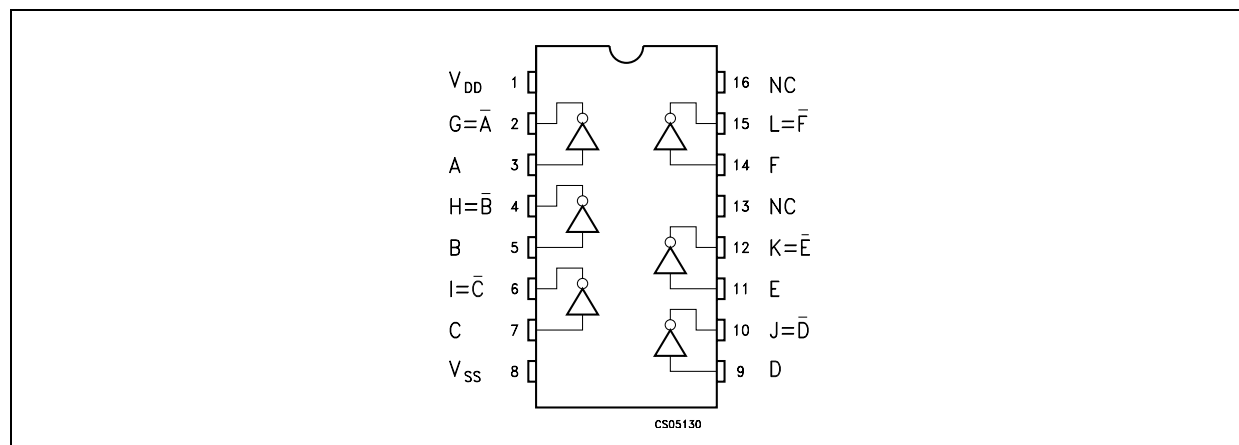 V_DD 1 16 NC
G=Ā 2 15 L=F̄
A 3 14 F
H=B̄ 4 13 NC
B 5 12 K=Ē
I=C̄ 6 11 E
C 7 10 J=D̄
V_SS 8 9 D
CS05130